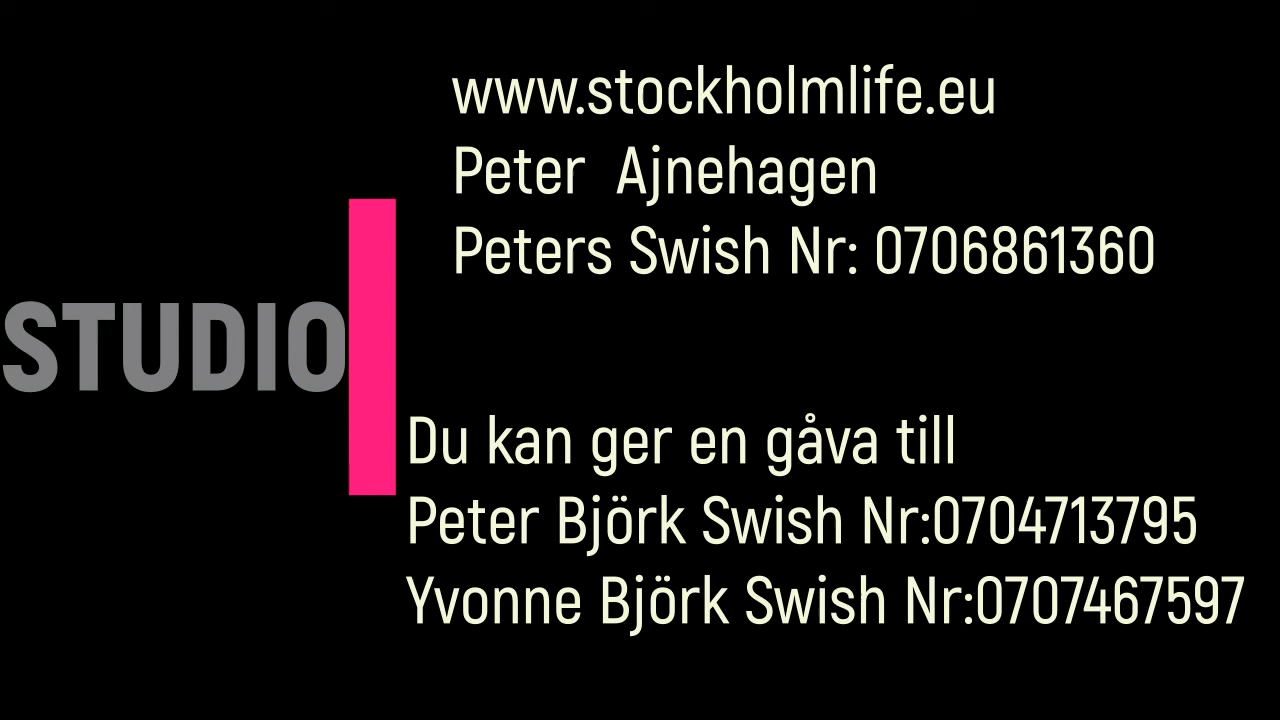 www.stockholmlife.eu
Peter Ajnehagen
Peters Swish Nr: 0706861360
STUDIO
Du kan ger en gåva till
Peter Björk Swish Nr:0704713795
Yvonne Björk Swish Nr:0707467597